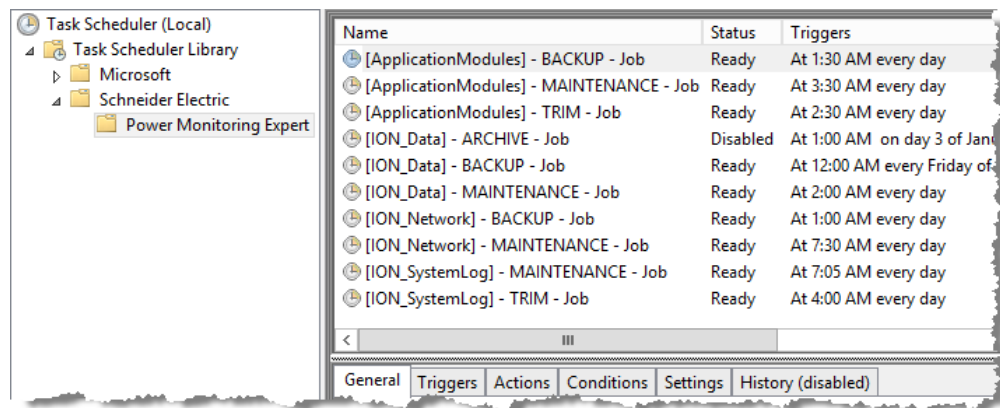 Task Scheduler (Local)
Task Scheduler Library
Microsoft
Schneider Electric
Power Monitoring Expert
Name Status Triggers
[ApplicationModules] - BACKUP - Job Ready At 1:30 AM every day
[ApplicationModules] - MAINTENANCE - Job Ready At 3:30 AM every day
[ApplicationModules] - TRIM - Job Ready At 2:30 AM every day
[ION_Data] - ARCHIVE - Job Disabled At 1:00 AM on day 3 of
[ION_Data] - BACKUP - Job Ready At 12:00 AM every Friday of
[ION_Data] - MAINTENANCE - Job Ready At 2:00 AM every day
[ION_Network] - BACKUP - Job Ready At 1:00 AM every day
[ION_Network] - MAINTENANCE - Job Ready At 7:30 AM every day
[ION_SystemLog] - MAINTENANCE - Job Ready At 7:05 AM every day
[ION_SystemLog] - TRIM - Job Ready At 4:00 AM every day
General Triggers Actions Conditions Settings History (disabled)